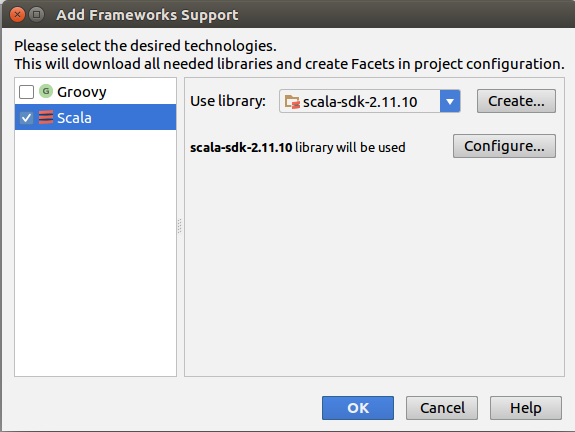 Add Frameworks Support
Please select the desired technologies.
This will download all needed libraries and create Facets in project configuration.
G Groovy
Scala
Use library: scala-sdk-2.11.10 Create...
scala-sdk-2.11.10 library will be used Configure...
OK Cancel Help